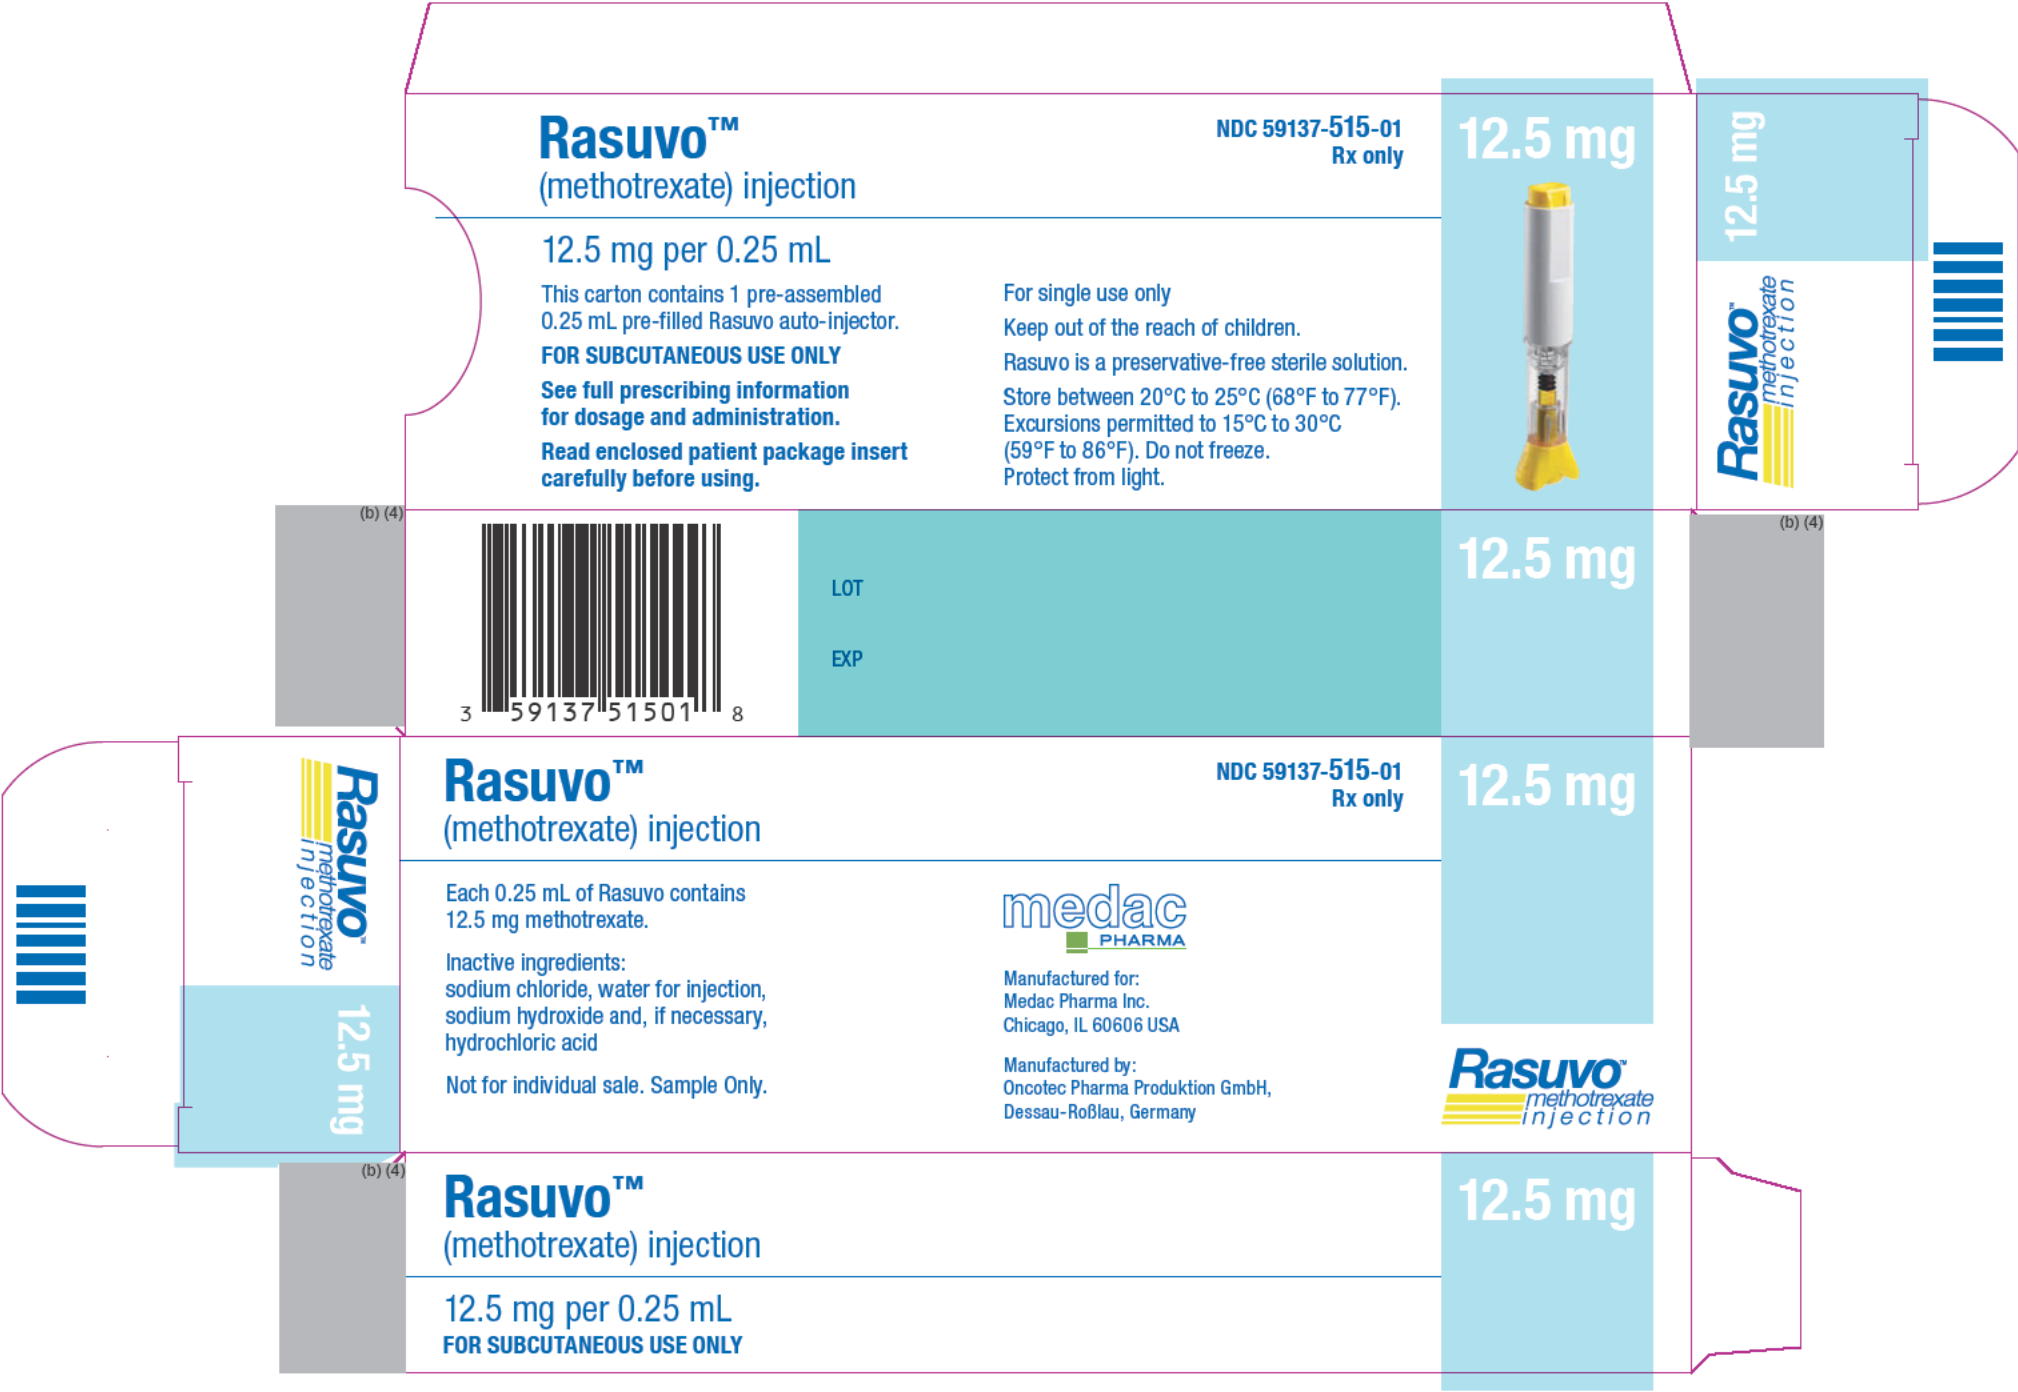 Rasuvo™
(methotrexate) injection
NDC 59137-515-01
Rx only
12.5 mg
12.5 mg per 0.25 mL
This carton contains 1 pre-assembled
0.25 mL pre-filled Rasuvo auto-injector.
FOR SUBCUTANEOUS USE ONLY
See full prescribing information
for dosage and administration.
Read enclosed patient package insert
carefully before using.
For single use only
Keep out of the reach of children.
Rasuvo is a preservative-free sterile solution.
Store between 20°C to 25°C (68°F to 77°F).
Excursions permitted to 15°C to 30°C
(59°F to 86°F). Do not freeze.
Protect from light.
12.5 mg
Rasuvo™
methotrexate
injection
(b) (4)
3 59137 51501 8
LOT
EXP
12.5 mg
(b) (4)
Rasuvo™
methotrexate
injection
12.5 mg
Rasuvo™
(methotrexate) injection
NDC 59137-515-01
Rx only
12.5 mg
Each 0.25 mL of Rasuvo contains
12.5 mg methotrexate.
Inactive ingredients:
sodium chloride, water for injection,
sodium hydroxide and, if necessary,
hydrochloric acid
Not for individual sale. Sample Only.
medac
PHARMA
Manufactured for:
Medac Pharma Inc.
Chicago, IL 60606 USA
Manufactured by:
Oncotec Pharma Produktion GmbH,
Dessau-Roßlau, Germany
Rasuvo™
methotrexate
injection
(b) (4)
Rasuvo™
(methotrexate) injection
12.5 mg
12.5 mg per 0.25 mL
FOR SUBCUTANEOUS USE ONLY